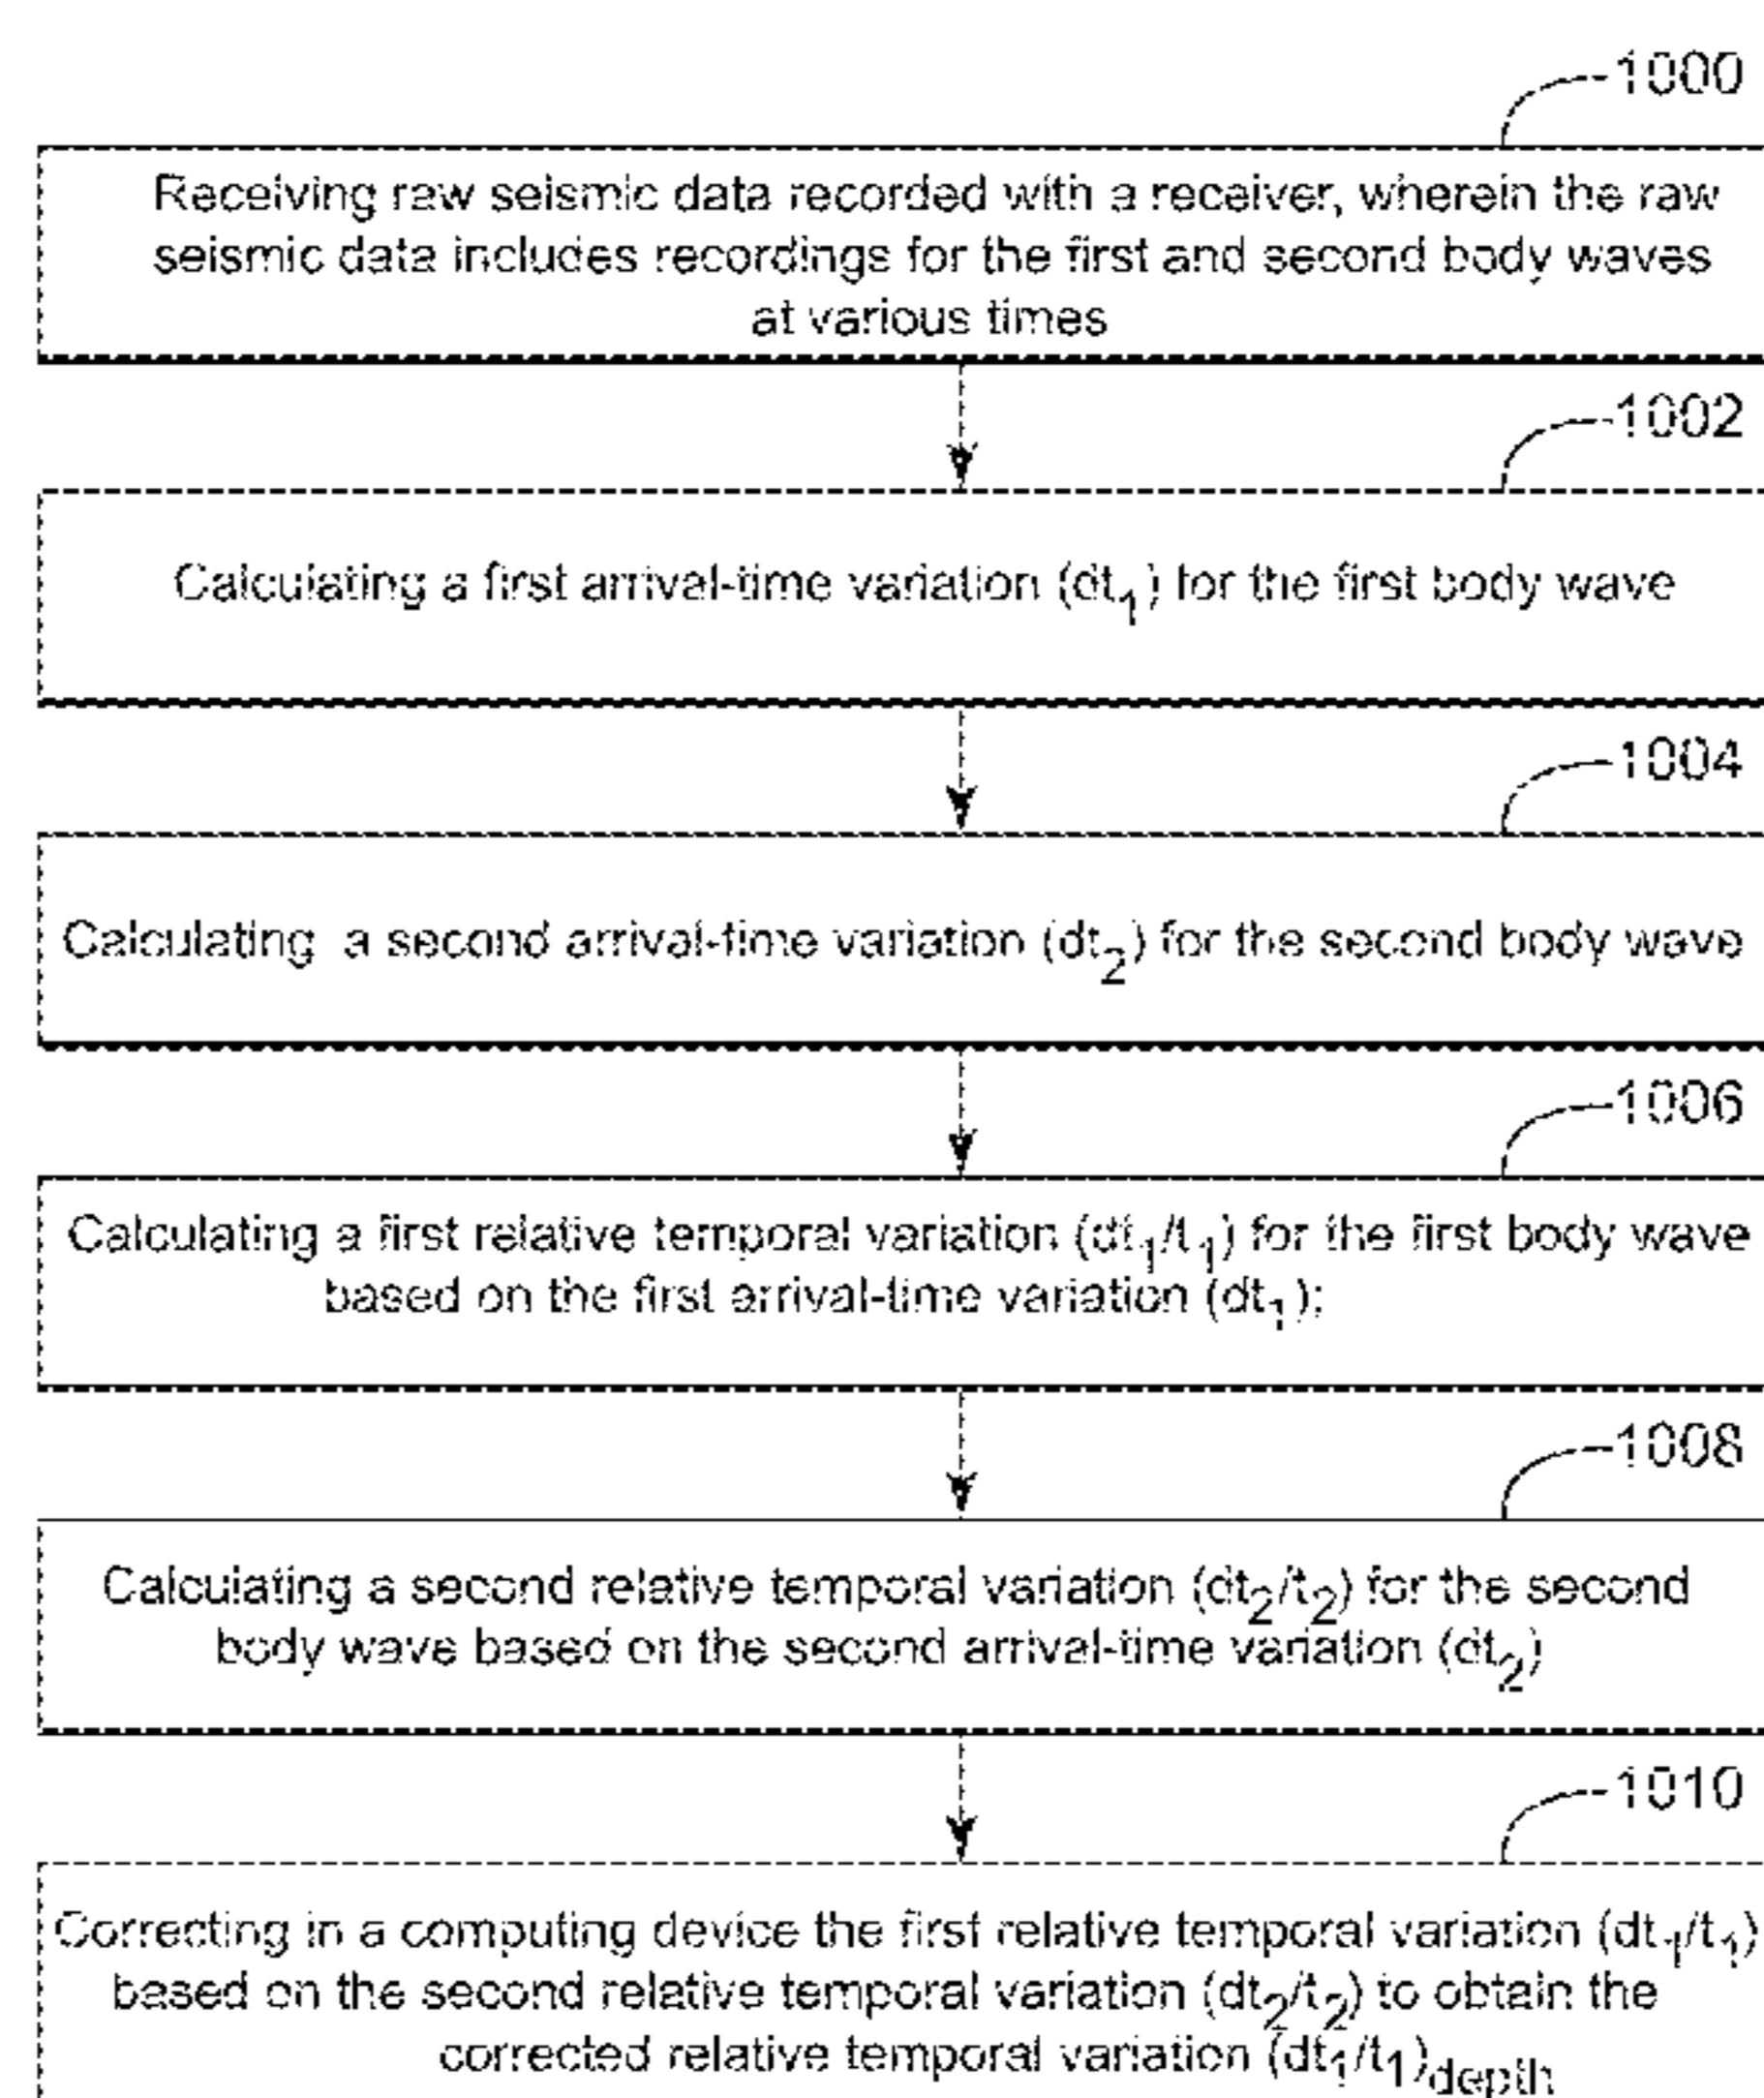 1000
Receiving raw seismic data recorded with a receiver, wherein the raw
seismic data includes recordings for the first and second body waves
at various times
1002
Calculating a first arrival-time variation (dt1) for the first body wave
1004
Calculating a second arrival-time variation (dt2) for the second body wave
1006
Calculating a first relative temporal variation (dt1/t1) for the first body wave
based on the first arrival-time variation (dt1);
1008
Calculating a second relative temporal variation (dt2/t2) for the second
body wave based on the second arrival-time variation (dt2)
1010
Correcting in a computing device the first relative temporal variation (dt1/t1)
based on the second relative temporal variation (dt2/t2) to obtain the
corrected relative temporal variation (dt1/t1)depth